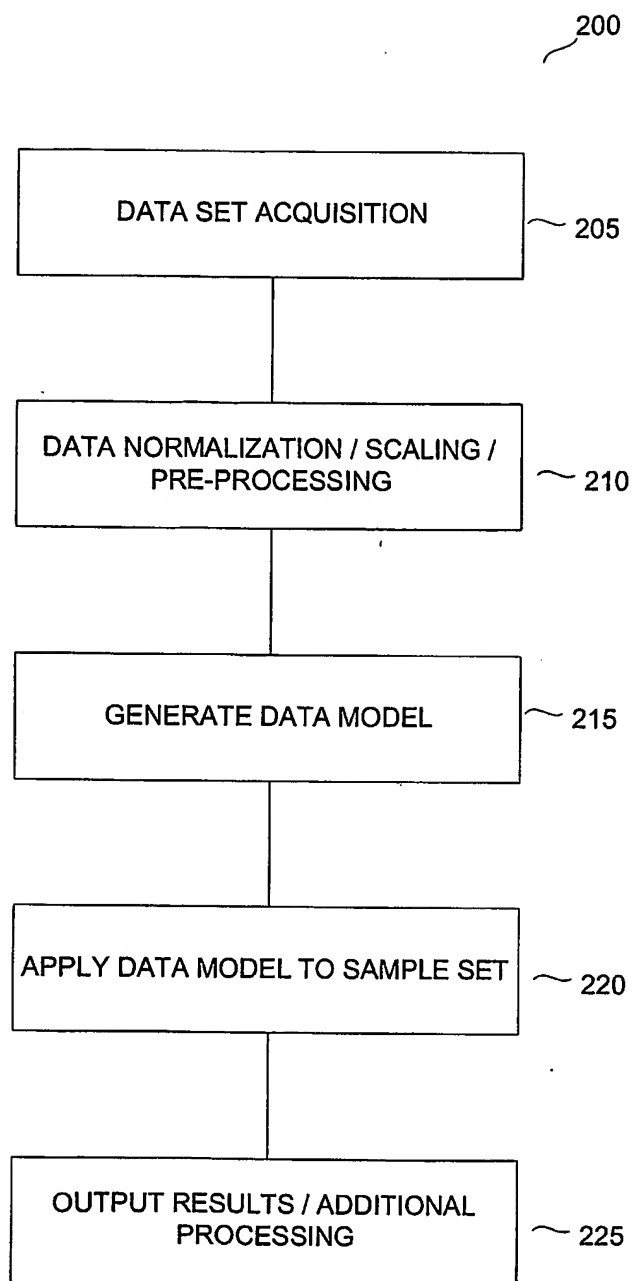 200
DATA SET ACQUISITION
205
DATA NORMALIZATION / SCALING /
PRE-PROCESSING
210
GENERATE DATA MODEL
215
APPLY DATA MODEL TO SAMPLE SET
220
OUTPUT RESULTS / ADDITIONAL
PROCESSING
225